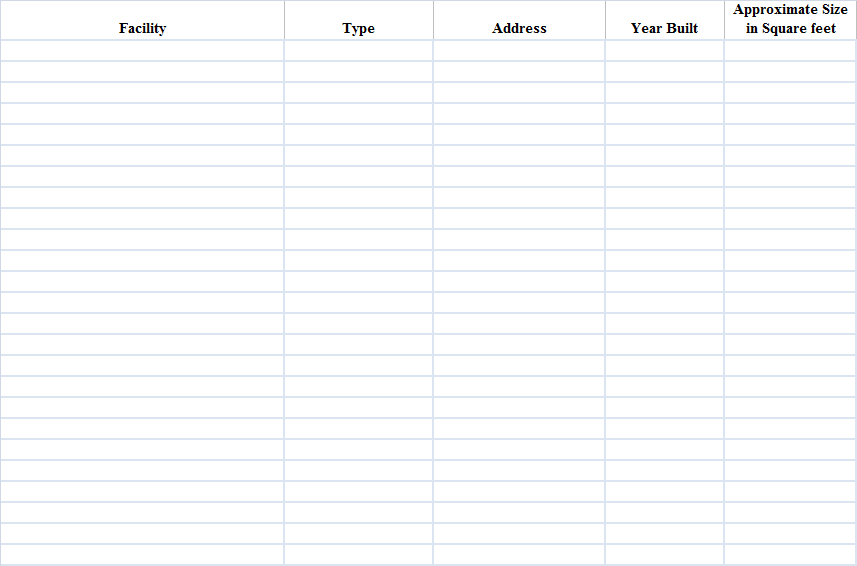 Facility Type Address Year Built Approximate Size
in Square feet